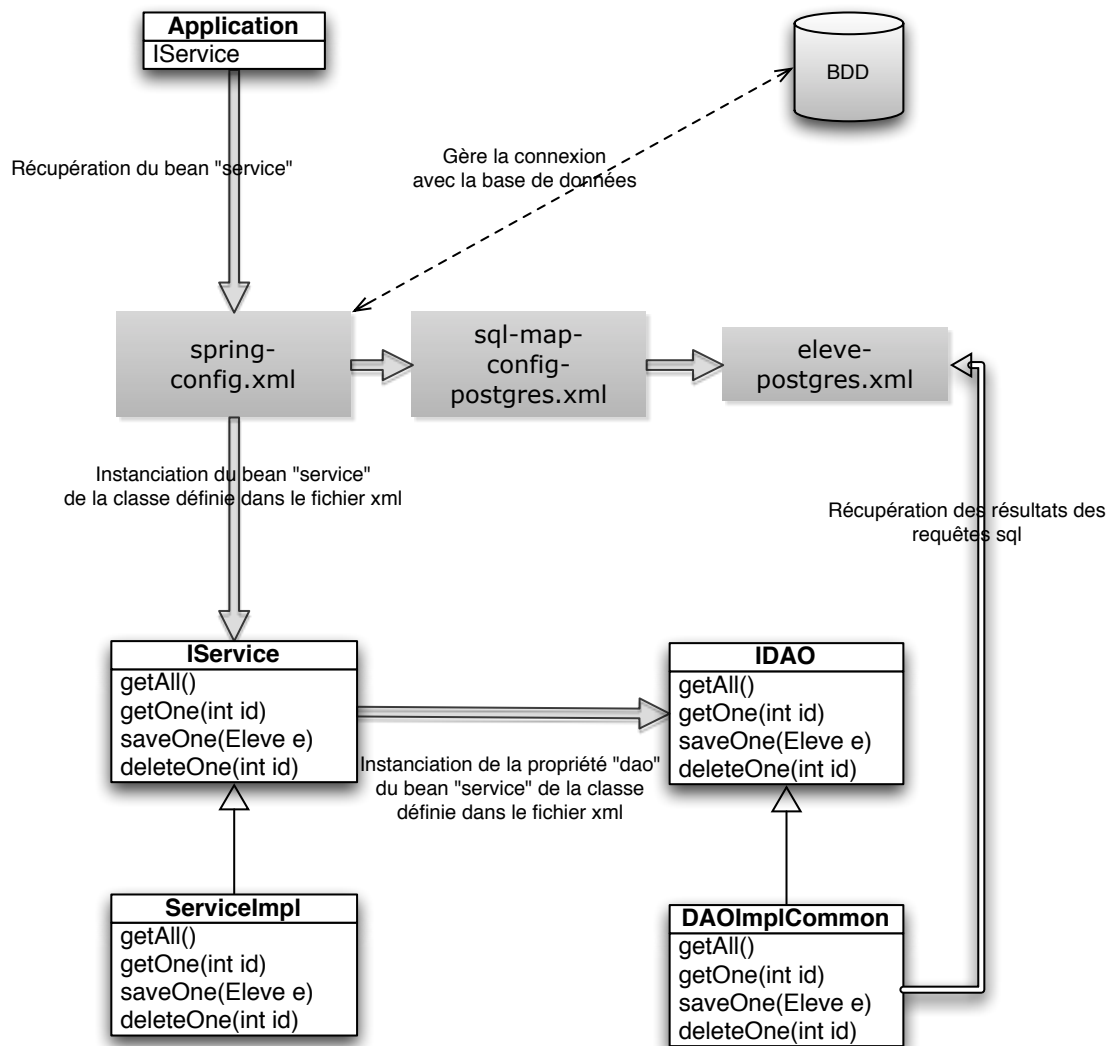 Application
IService
BDD
Récupération du bean "service"
Gère la connexion
avec la base de données
spring-
config.xml
sql-map-
config-
postgres.xml
eleve-
postgres.xml
Instanciation du bean "service"
de la classe définie dans le fichier xml
Récupération des résultats des
requêtes sql
IService
getAll()
getOne(int id)
saveOne(Eleve e)
deleteOne(int id)
Instanciation de la propriété "dao"
du bean "service" de la classe
définie dans le fichier xml
IDAO
getAll()
getOne(int id)
saveOne(Eleve e)
deleteOne(int id)
ServiceImpl
getAll()
getOne(int id)
saveOne(Eleve e)
deleteOne(int id)
DAOImplCommon
getAll()
getOne(int id)
saveOne(Eleve e)
deleteOne(int id)